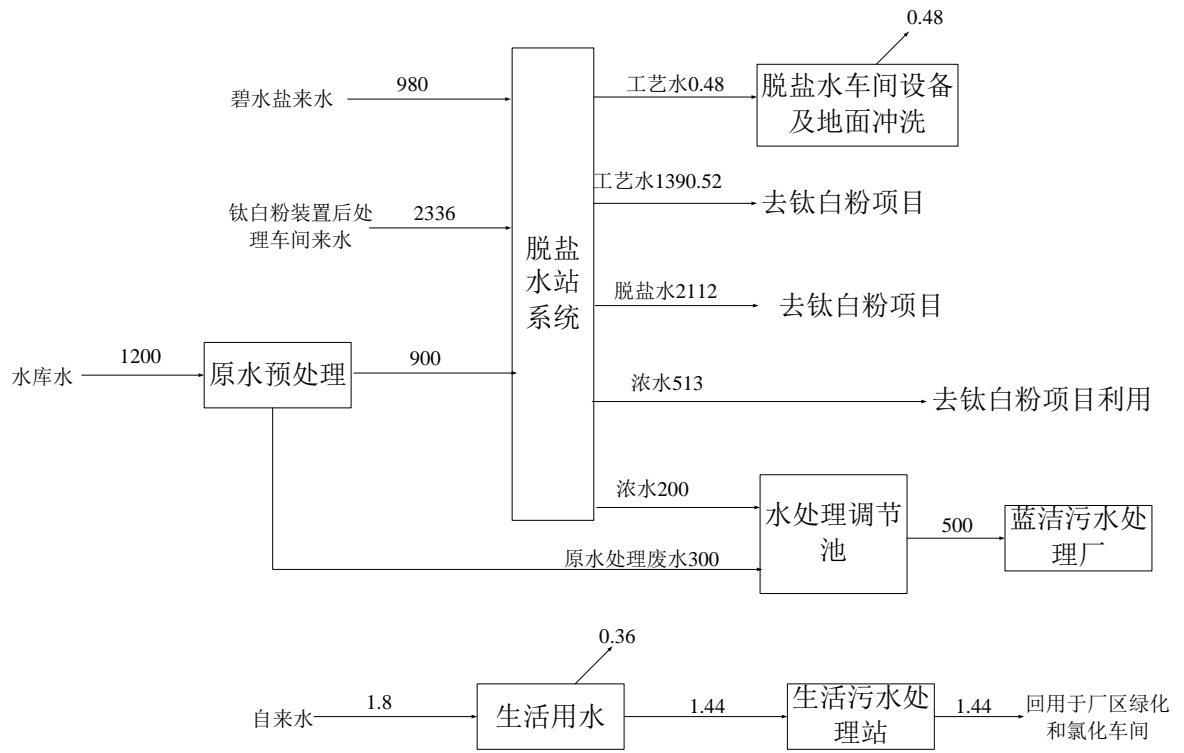 0.48
碧水盐来水
980
工艺水0.48
脱盐水车间设备
及地面冲洗
工艺水1390.52
去钛白粉项目
钛白粉装置后处
理车间来水
2336
脱盐
水站
系统
脱盐水2112
去钛白粉项目
水库水
1200
原水预处理
900
浓水513
去钛白粉项目利用
浓水200
水处理调节
池
500
蓝洁污水处
理厂
原水处理废水300
0.36
自来水
1.8
生活用水
1.44
生活污水处
理站
1.44
回用于厂区绿化
和氯化车间